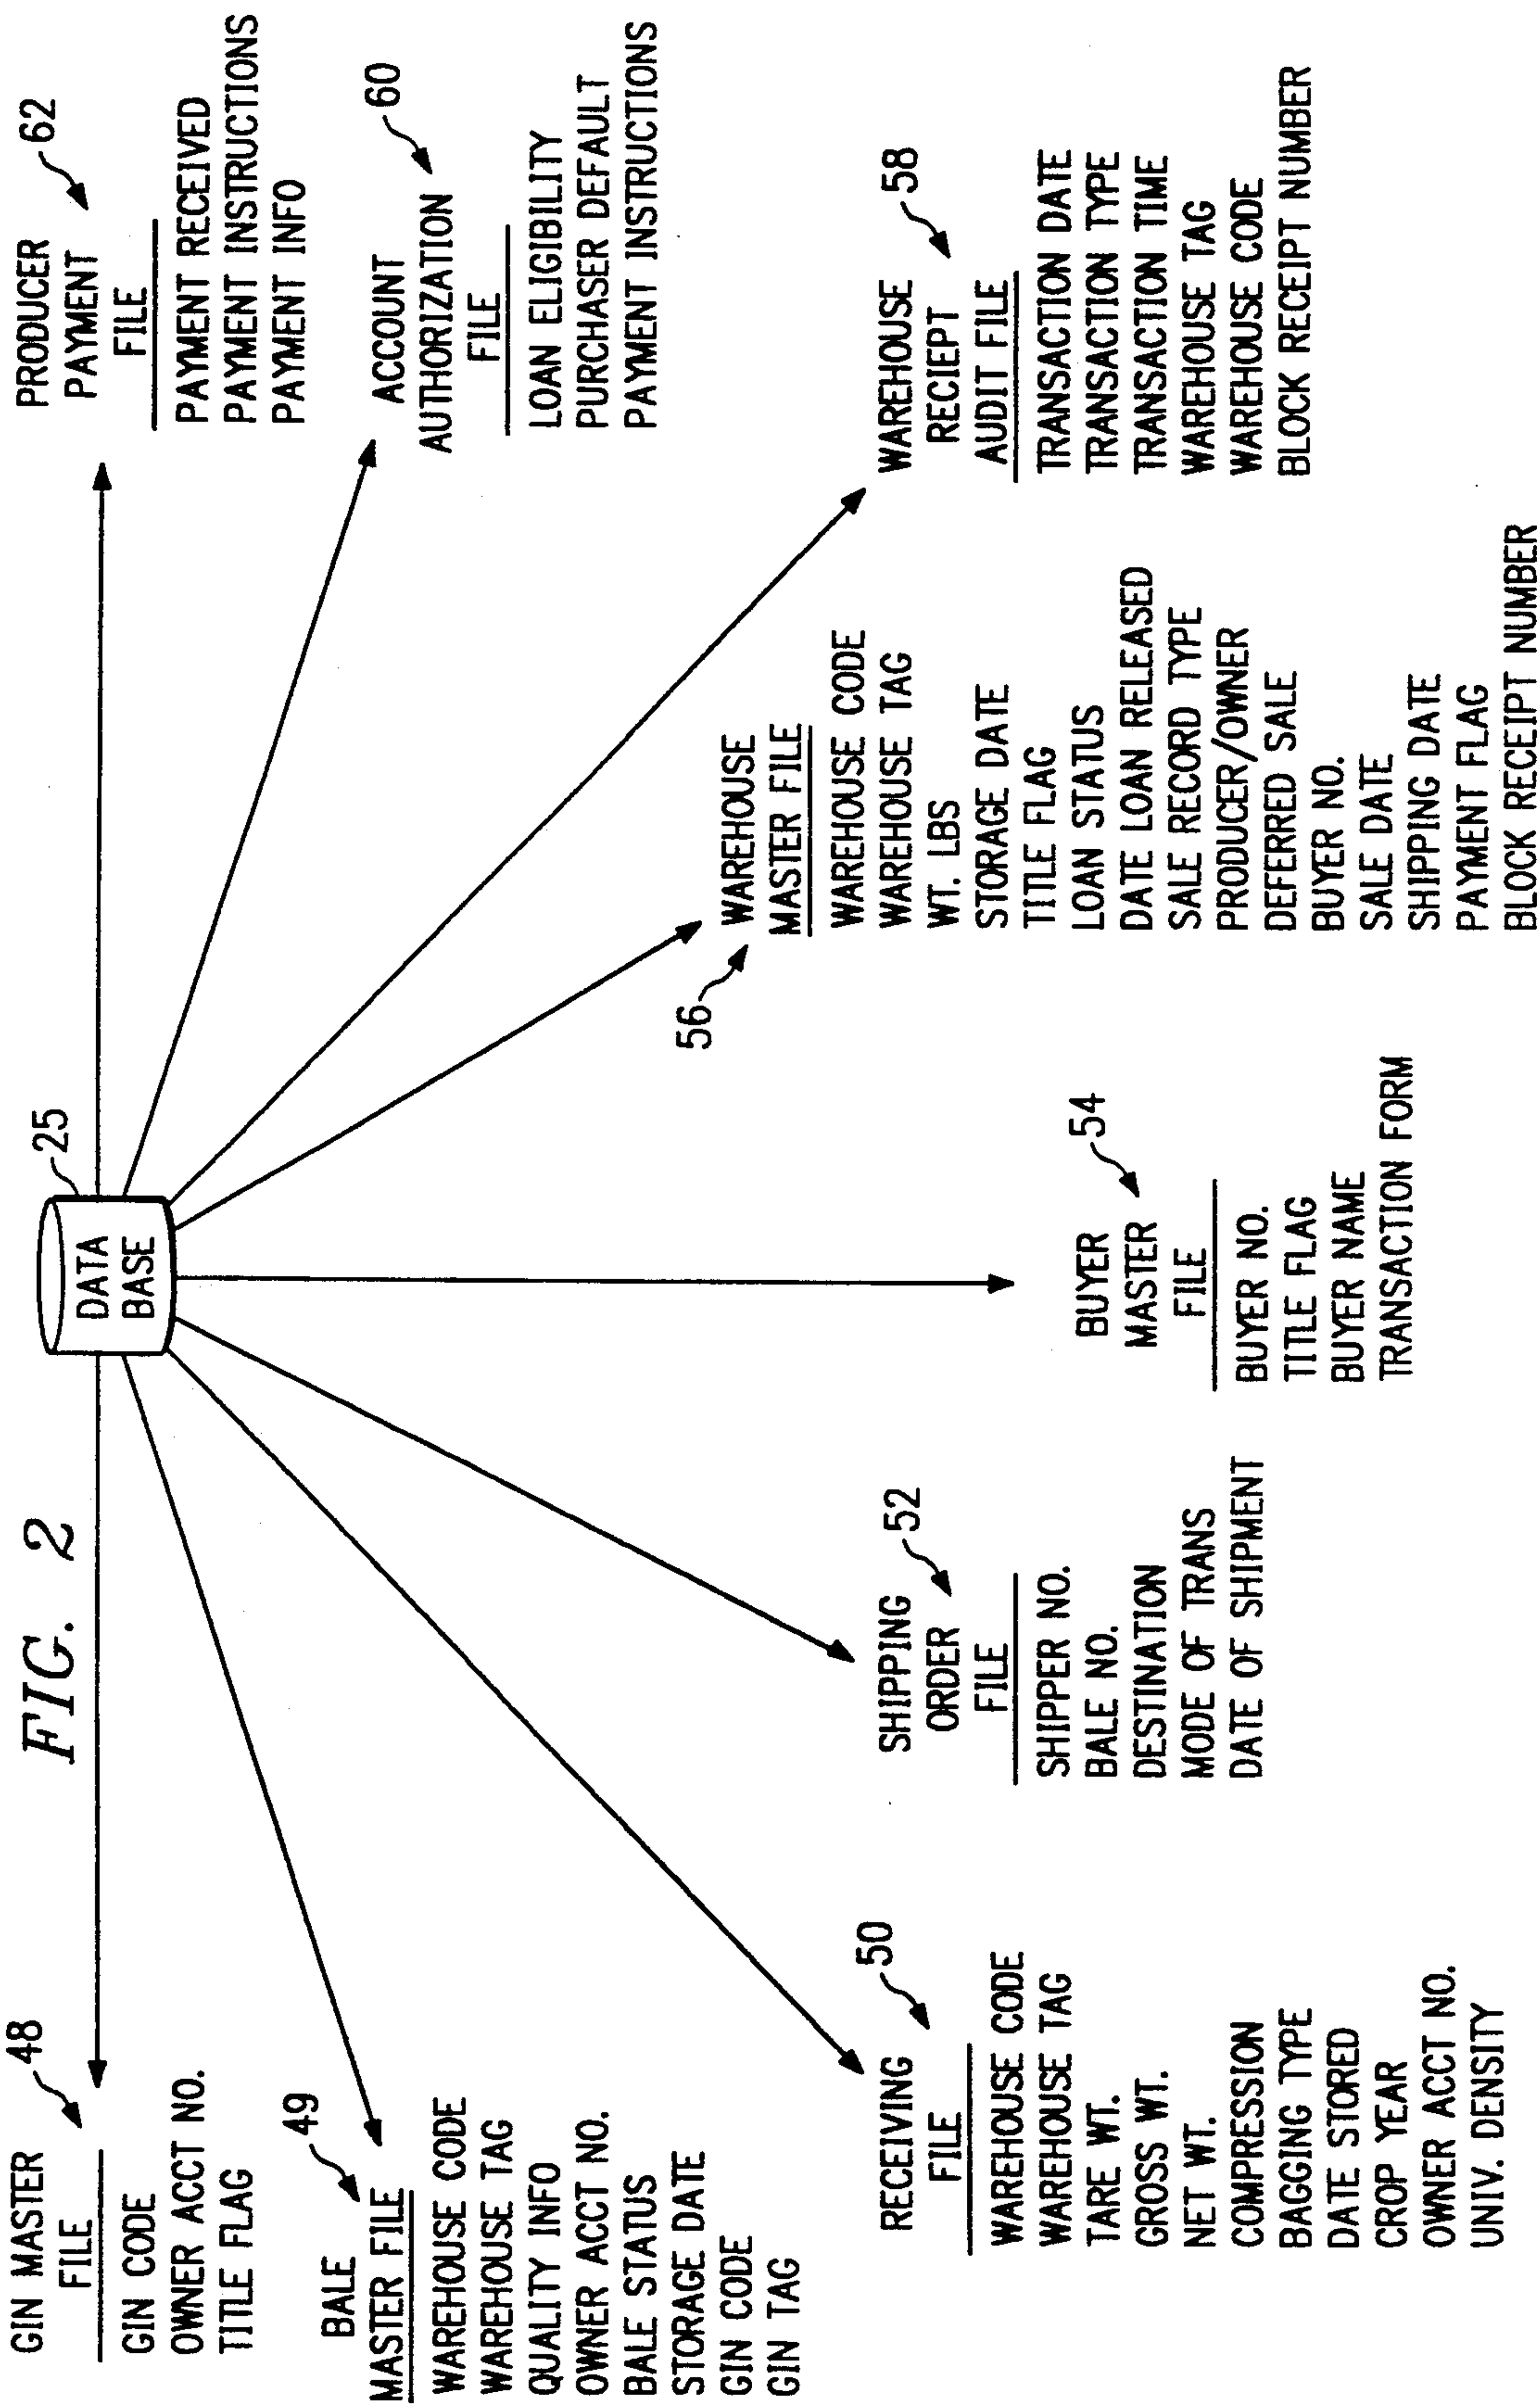 FIG. 2
DATA
BASE
25
GIN MASTER
FILE
48
GIN CODE
OWNER ACCT NO.
TITLE FLAG
BALE
MASTER FILE
49
WAREHOUSE CODE
WAREHOUSE TAG
QUALITY INFO
OWNER ACCT NO.
BALE STATUS
STORAGE DATE
GIN CODE
GIN TAG
RECEIVING
FILE
50
WAREHOUSE CODE
WAREHOUSE TAG
TARE WT.
GROSS WT.
NET WT.
COMPRESSION
BAGGING TYPE
DATE STORED
CROP YEAR
OWNER ACCT NO.
UNIV. DENSITY
SHIPPING
ORDER
FILE
52
SHIPPER NO.
BALE NO.
DESTINATION
MODE OF TRANS
DATE OF SHIPMENT
BUYER
MASTER
FILE
54
BUYER NO.
TITLE FLAG
BUYER NAME
TRANSACTION FORM
56
WAREHOUSE
MASTER FILE
WAREHOUSE CODE
WAREHOUSE TAG
WT. LBS
STORAGE DATE
TITLE FLAG
LOAN STATUS
DATE LOAN RELEASED
SALE RECORD TYPE
PRODUCER/OWNER
DEFERRED SALE
BUYER NO.
SALE DATE
SHIPPING DATE
PAYMENT FLAG
BLOCK RECEIPT NUMBER
WAREHOUSE
RECIEPT
AUDIT FILE
58
TRANSACTION DATE
TRANSACTION TYPE
TRANSACTION TIME
WAREHOUSE TAG
WAREHOUSE CODE
BLOCK RECEIPT NUMBER
ACCOUNT
AUTHORIZATION
FILE
60
LOAN ELIGIBILITY
PURCHASER DEFAULT
PAYMENT INSTRUCTIONS
PRODUCER
PAYMENT
FILE
62
PAYMENT RECEIVED
PAYMENT INSTRUCTIONS
PAYMENT INFO